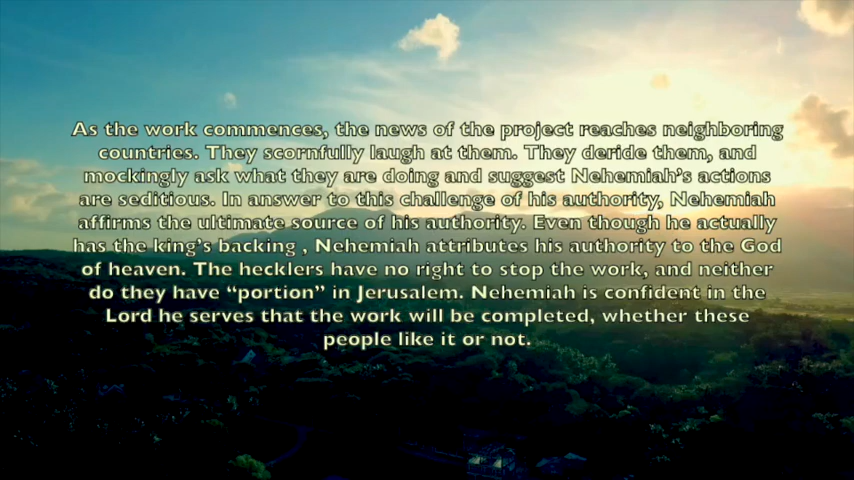 As the work commences, the news of the project reaches neighboring
countries. They scornfully laugh at them. They deride them, and
mockingly ask what they are doing and suggest Nehemiah's actions
are seditious. In answer to this challenge of his authority, Nehemiah
affirms the ultimate source of his authority. Even though he actually
has the king's backing , Nehemiah attributes his authority to the God
of heaven. The hecklers have no right to stop the work, and neither
do they have “portion” in Jerusalem. Nehemiah is confident in the
Lord he serves that the work will be completed, whether these
people like it or not.